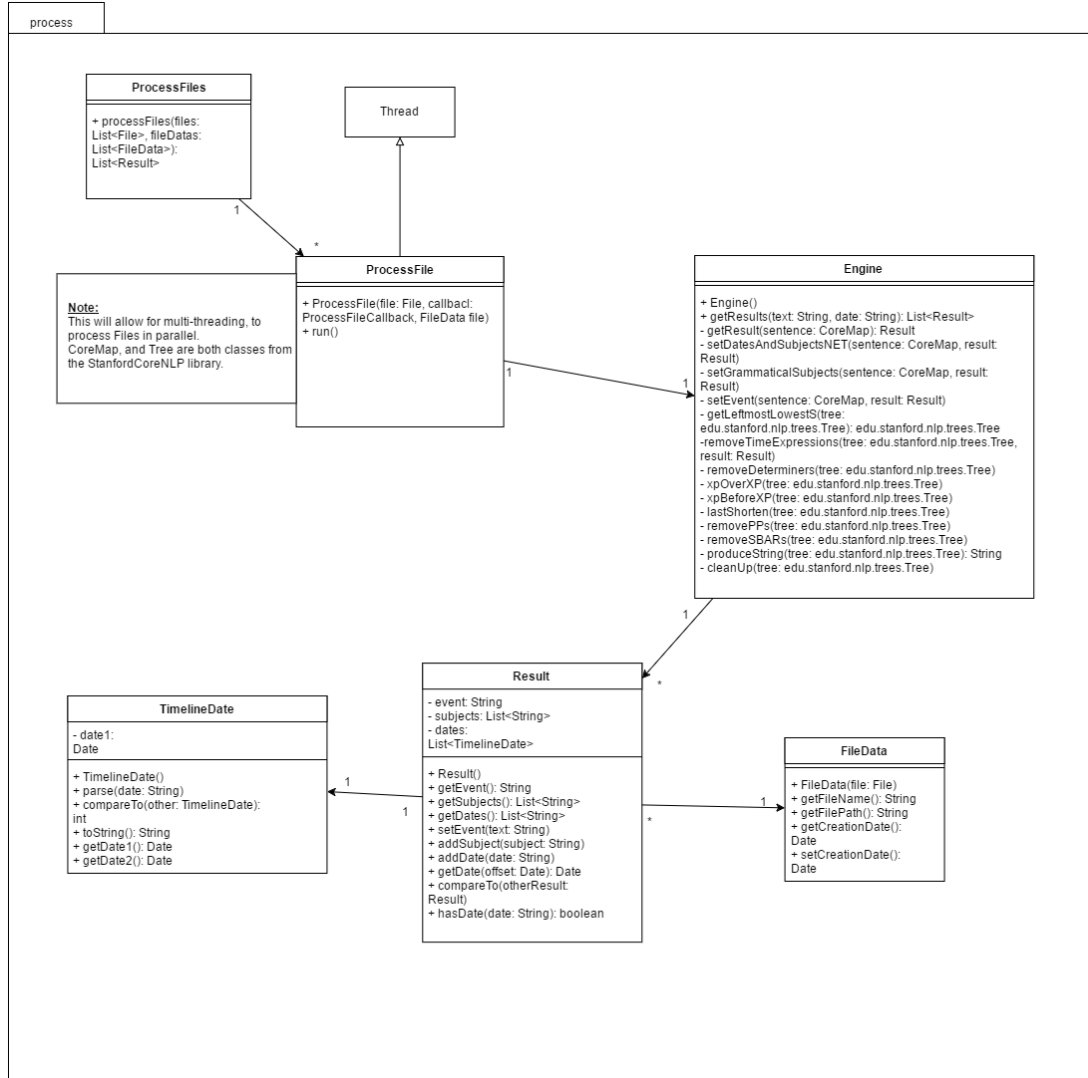 process
ProcessFiles
+ processFiles(files:
List<File>, fileDatas:
List<FileData>):
List<Result>
Thread
1
*
ProcessFile
+ ProcessFile(file: File, callbacl:
ProcessFileCallback, FileData file)
+ run()
Note:
This will allow for multi-threading, to
process Files in parallel.
CoreMap, and Tree are both classes from
the StanfordCoreNLP library.
1
1
Engine
+ Engine()
+ getResults(text: String, date: String): List<Result>
- getResult(sentence: CoreMap): Result
- setDatesAndSubjectsNET(sentence: CoreMap, result:
Result)
- setGrammaticalSubjects(sentence: CoreMap, result:
Result)
- setEvent(sentence: CoreMap, result: Result)
- getLeftmostLowestS(tree:
edu.stanford.nlp.trees.Tree): edu.stanford.nlp.trees.Tree
-removeTimeExpressions(tree: edu.stanford.nlp.trees.Tree,
result: Result)
- removeDeterminers(tree: edu.stanford.nlp.trees.Tree)
- xpOverXP(tree: edu.stanford.nlp.trees.Tree)
- xpBeforeXP(tree: edu.stanford.nlp.trees.Tree)
- lastShorten(tree: edu.stanford.nlp.trees.Tree)
- removePPs(tree: edu.stanford.nlp.trees.Tree)
- removeSBARs(tree: edu.stanford.nlp.trees.Tree)
- produceString(tree: edu.stanford.nlp.trees.Tree): String
- cleanUp(tree: edu.stanford.nlp.trees.Tree)
1
*
Result
- event: String
- subjects: List<String>
- dates:
List<TimelineDate>
+ Result()
+ getEvent(): String
+ getSubjects(): List<String>
+ getDates(): List<String>
+ setEvent(text: String)
+ addSubject(subject: String)
+ addDate(date: String)
+ getDate(offset: Date): Date
+ compareTo(otherResult:
Result)
+ hasDate(date: String): boolean
TimelineDate
- date1:
Date
+ TimelineDate()
+ parse(date: String)
+ compareTo(other: TimelineDate):
int
+ toString(): String
+ getDate1(): Date
+ getDate2(): Date
1
1
*
1
FileData
+ FileData(file: File)
+ getFileName(): String
+ getFilePath(): String
+ getCreationDate():
Date
+ setCreationDate():
Date